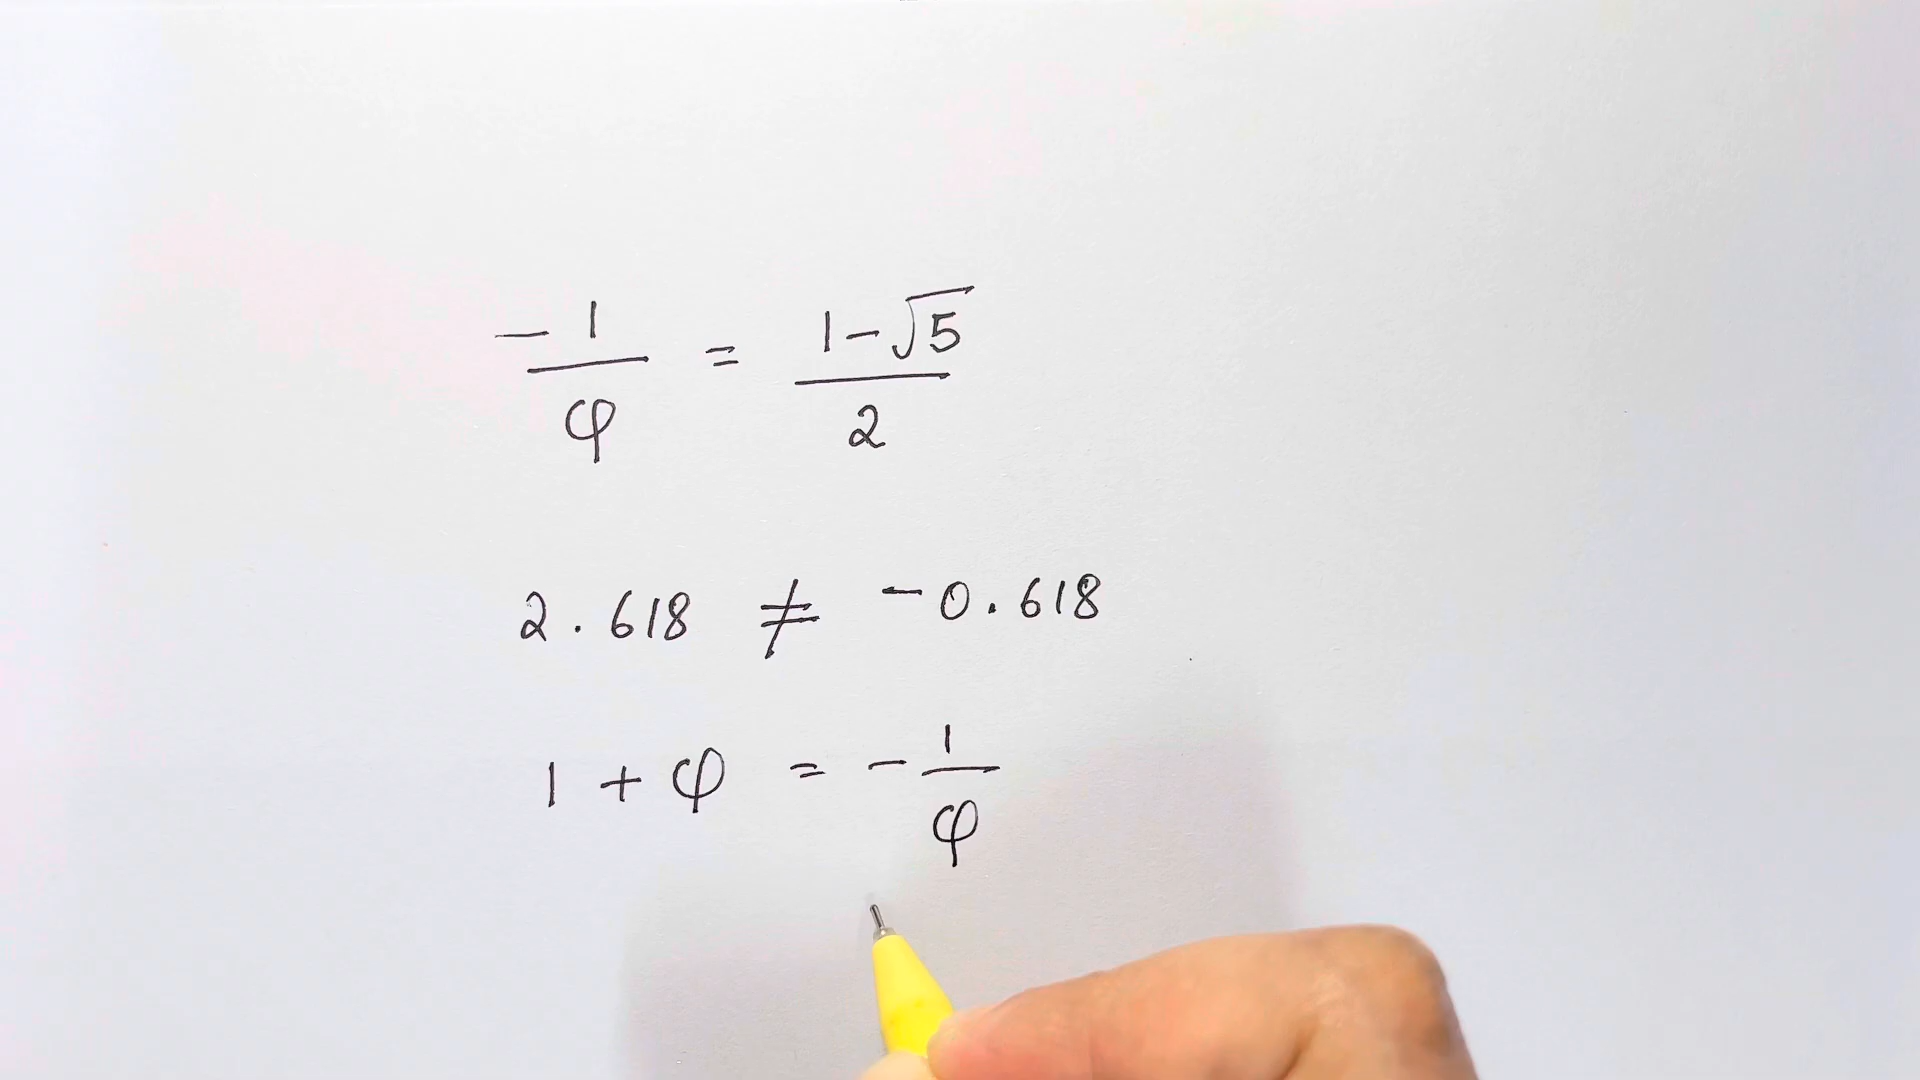 -1/φ = (1-√5)/2
2.618 ≠ -0.618
1 + φ = -1/φ